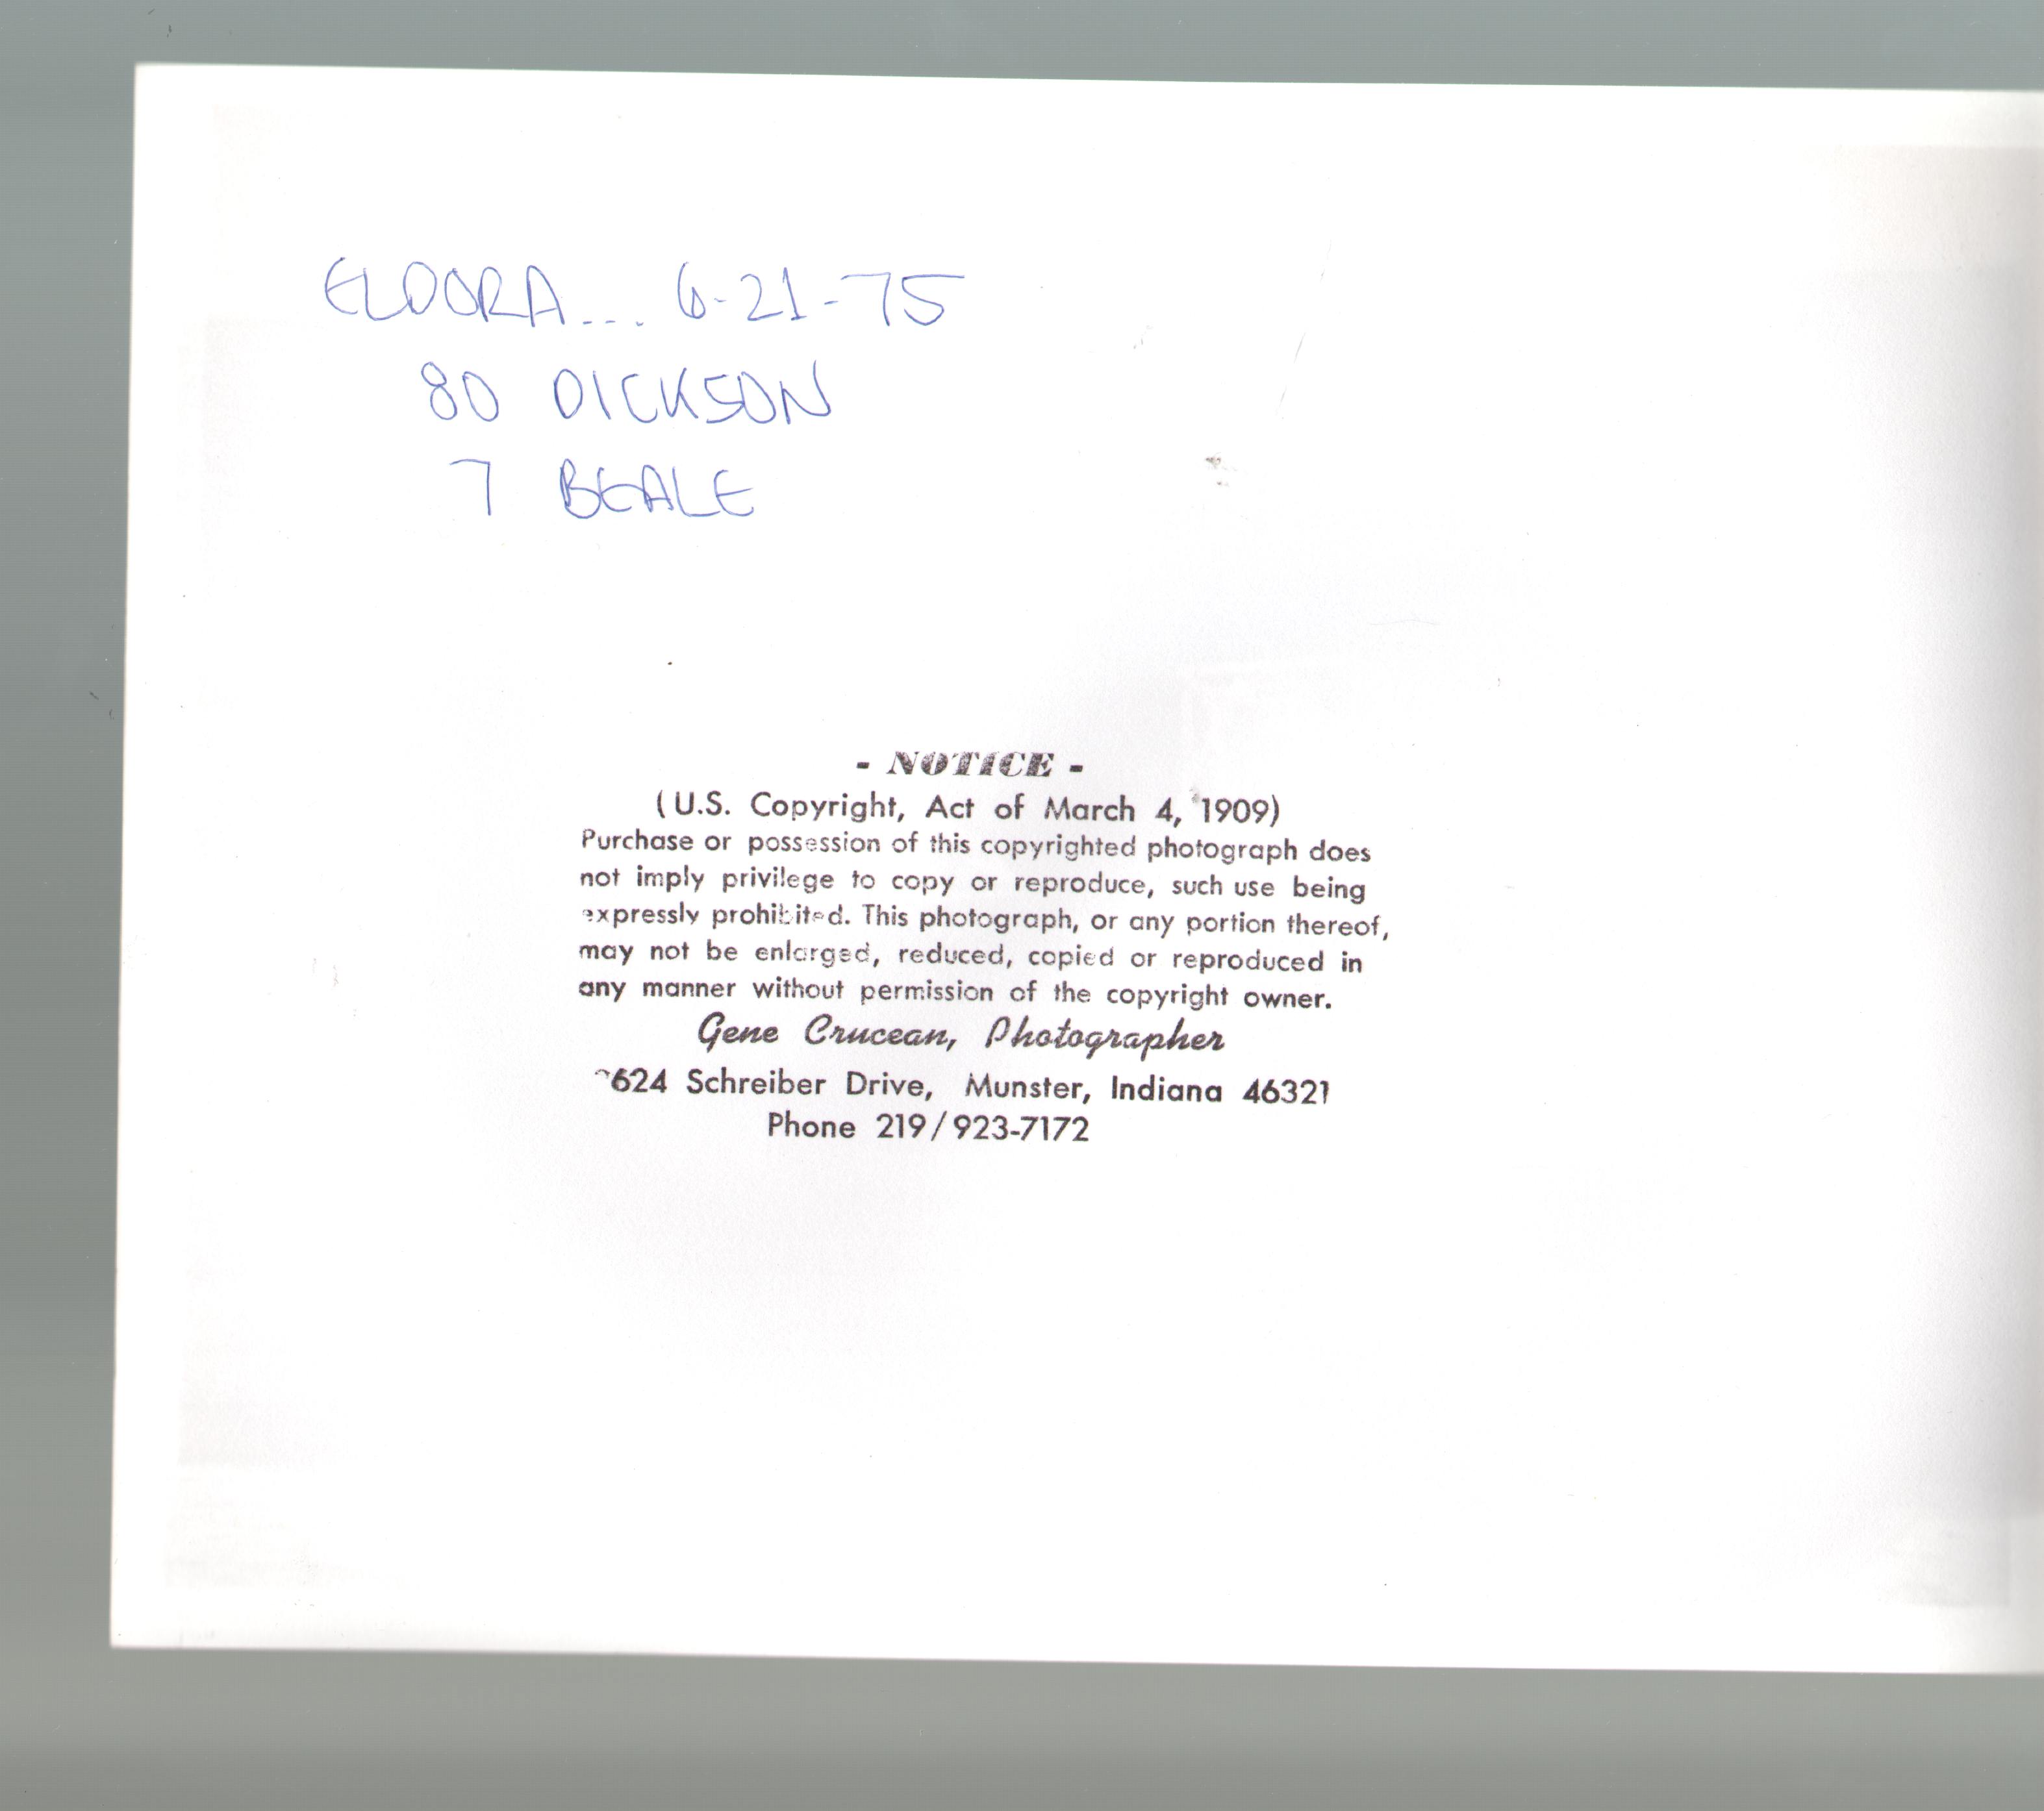 ELDORA... 6-21-75
80 DICKSON
7 BEALE
- NOTICE -
(U.S. Copyright, Act of March 4, 1909)
Purchase or possession of this copyrighted photograph does
not imply privilege to copy or reproduce, such use being
expressly prohibited. This photograph, or any portion thereof,
may not be enlarged, reduced, copied or reproduced in
any manner without permission of the copyright owner.
Gene Crucean, Photographer
Schreiber Drive, Munster, Indiana 46321
Phone 219/923-7172